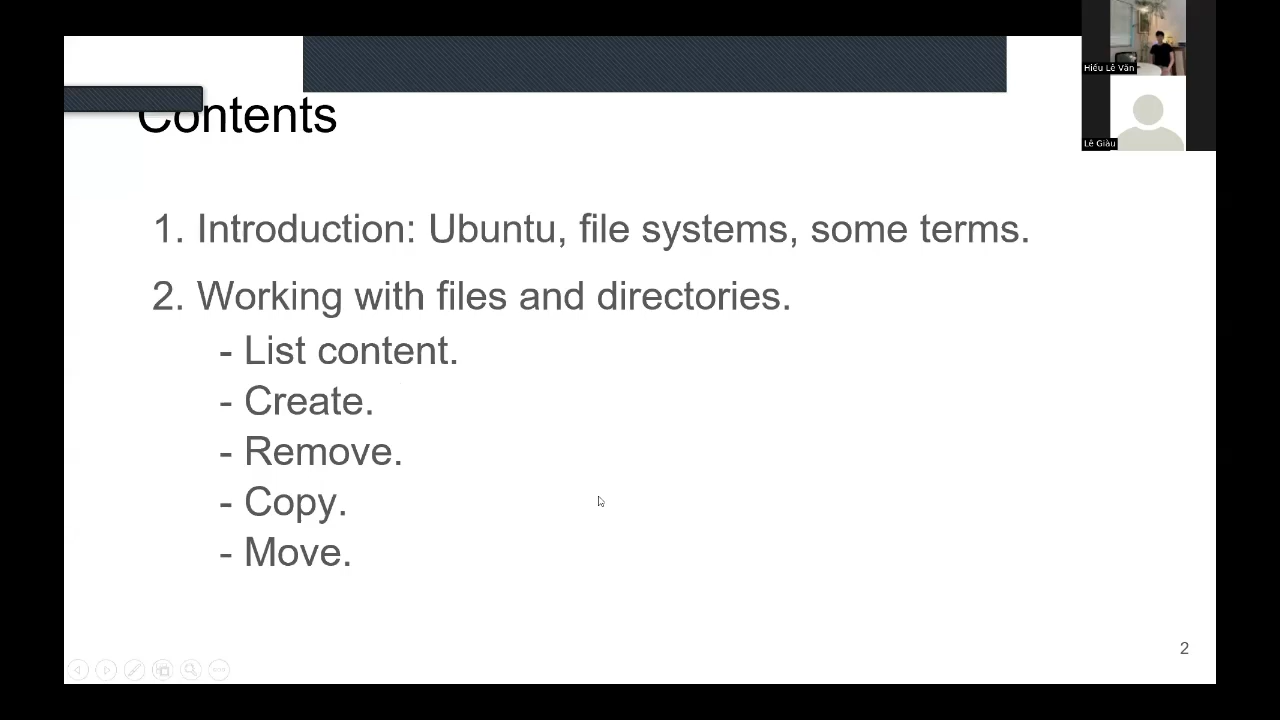 Hiếu Lê Văn
Lê Giàu
Contents
1. Introduction: Ubuntu, file systems, some terms.
2. Working with files and directories.
- List content.
- Create.
- Remove.
- Copy.
- Move.
2